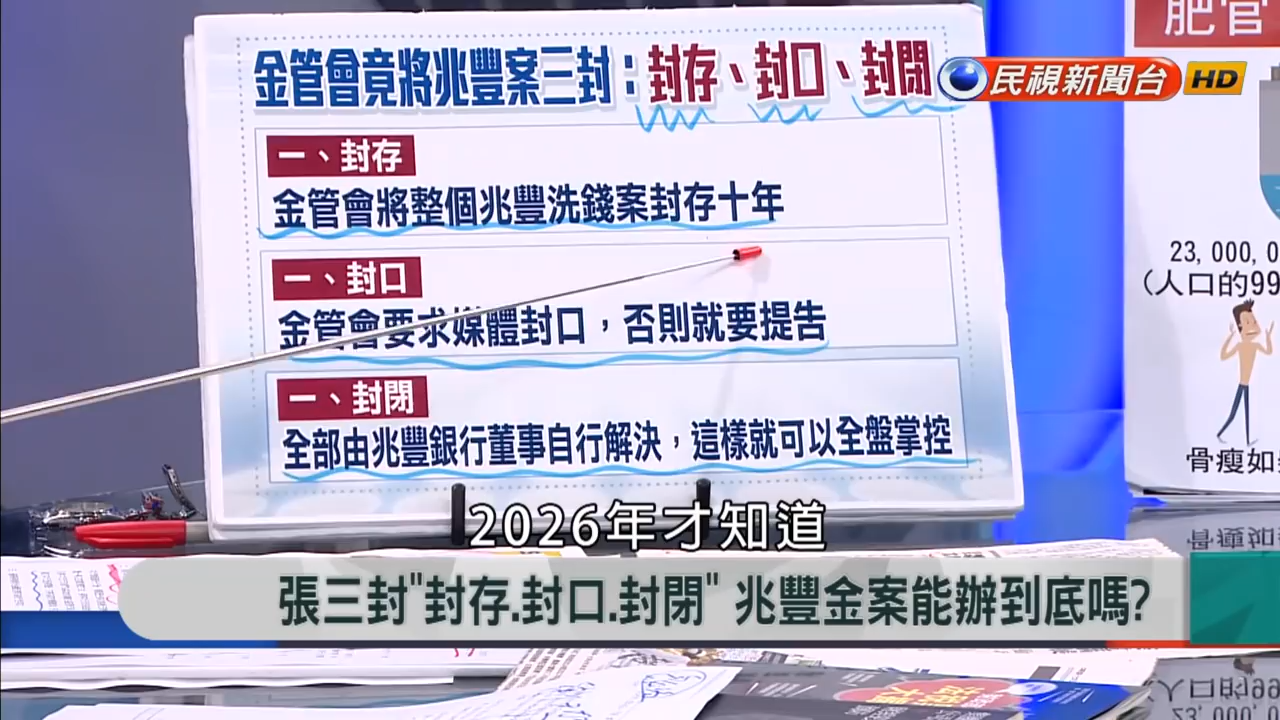 金管會竟將兆豐案三封：封存、封口、封閉
民視新聞台 HD
肥官
一、封存
金管會將整個兆豐洗錢案封存十年
一、封口
金管會要求媒體封口，否則就要提告
一、封閉
全部由兆豐銀行董事自行解決，這樣就可以全盤掌控
23,000,0
（人口的99
骨瘦如
2026年才知道
張三封"封存.封口.封閉" 兆豐金案能辦到底嗎?